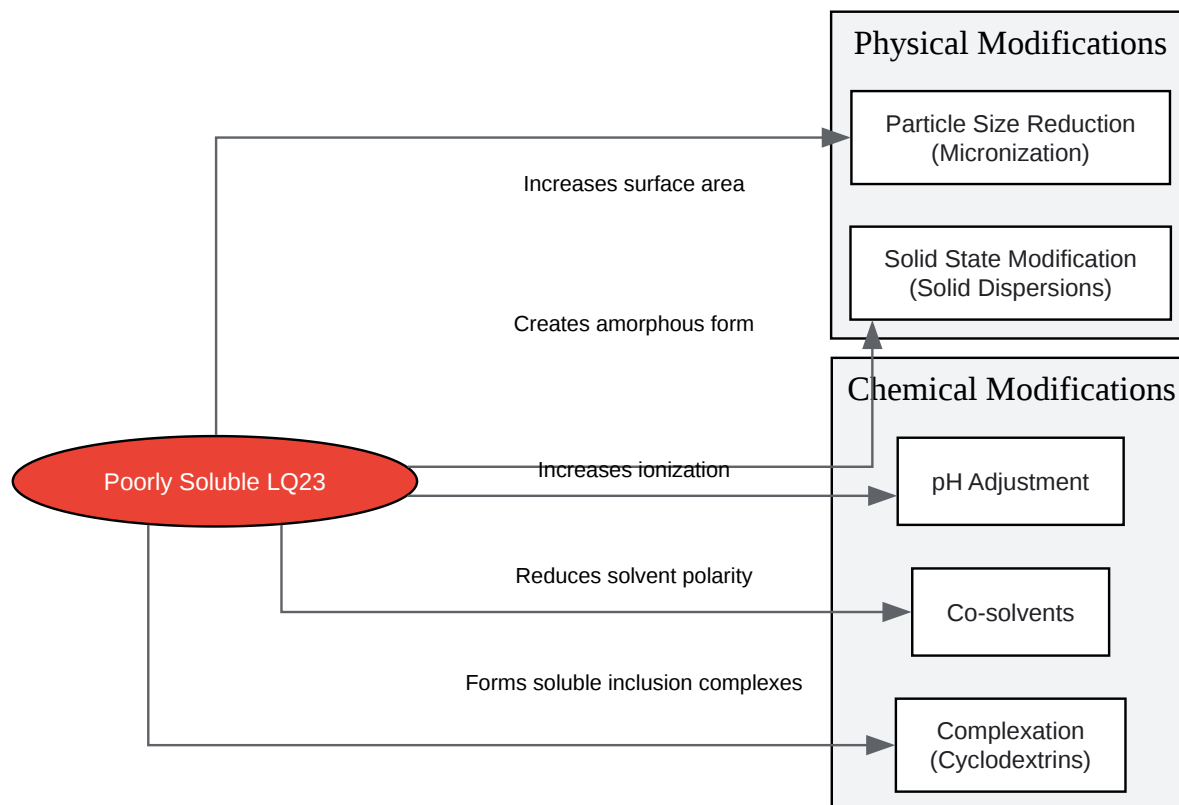 Physical Modifications
Particle Size Reduction
(Micronization)
Increases surface area
Solid State Modification
(Solid Dispersions)
Creates amorphous form
Chemical Modifications
Poorly Soluble LQ23
Increases ionization
pH Adjustment
Reduces solvent polarity
Co-solvents
Forms soluble inclusion complexes
Complexation
(Cyclodextrins)